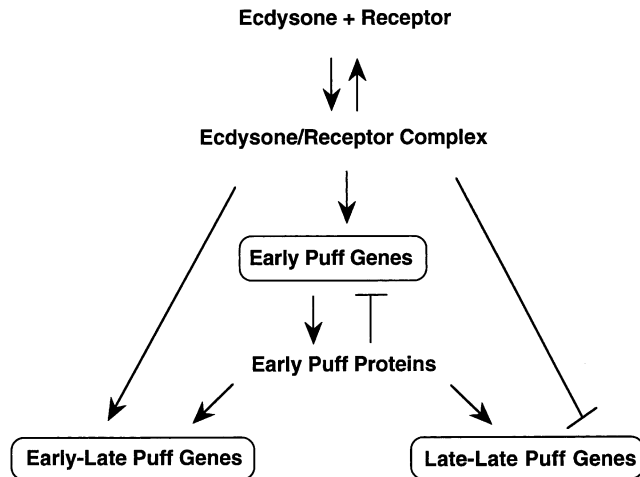 Ecdysone + Receptor
Ecdysone/Receptor Complex
Early Puff Genes
Early Puff Proteins
Early-Late Puff Genes
Late-Late Puff Genes